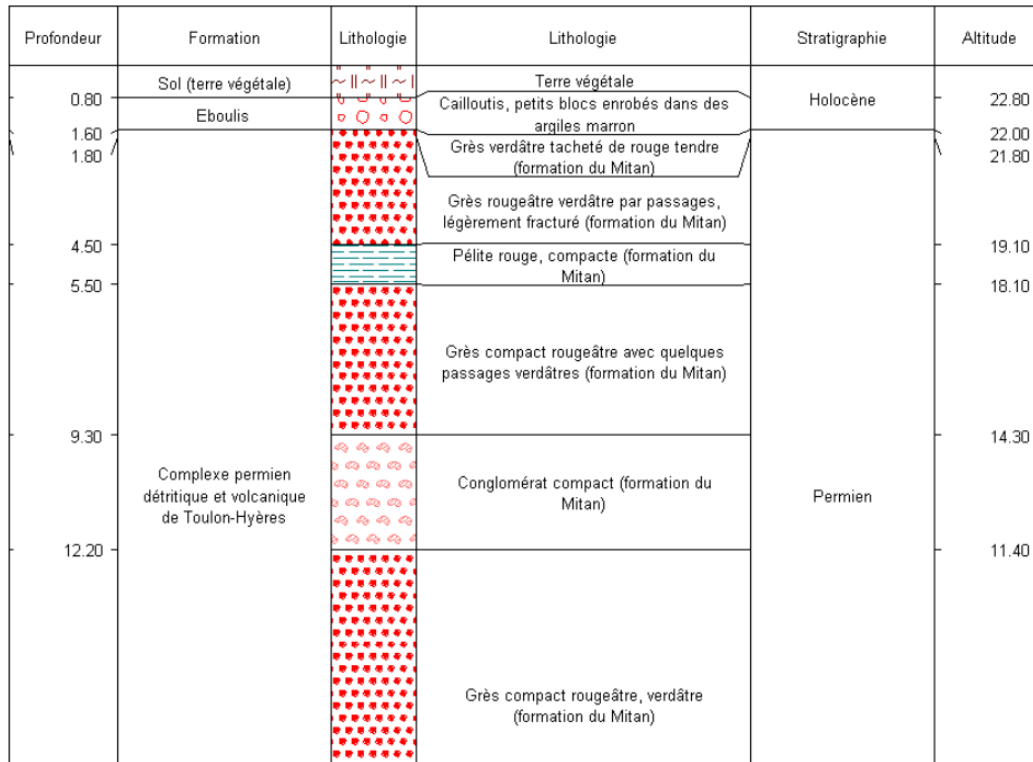 Profondeur
Formation
Lithologie
Lithologie
Stratigraphie
Altitude
Sol (terre végétale)
Terre végétale
0.80
Holocène
22.80
Eboulis
Cailloutis, petits blocs enrobés dans des
argiles marron
1.60
22.00
1.80
Grès verdâtre tacheté de rouge tendre
(formation du Mitan)
21.80
Grès rougeâtre verdâtre par passages,
légèrement fracturé (formation du Mitan)
4.50
19.10
Pélite rouge, compacte (formation du
Mitan)
5.50
18.10
Grès compact rougeâtre avec quelques
passages verdâtres (formation du Mitan)
9.30
14.30
Complexe permien
détritique et volcanique
de Toulon-Hyères
Conglomérat compact (formation du
Mitan)
Permien
12.20
11.40
Grès compact rougeâtre, verdâtre
(formation du Mitan)